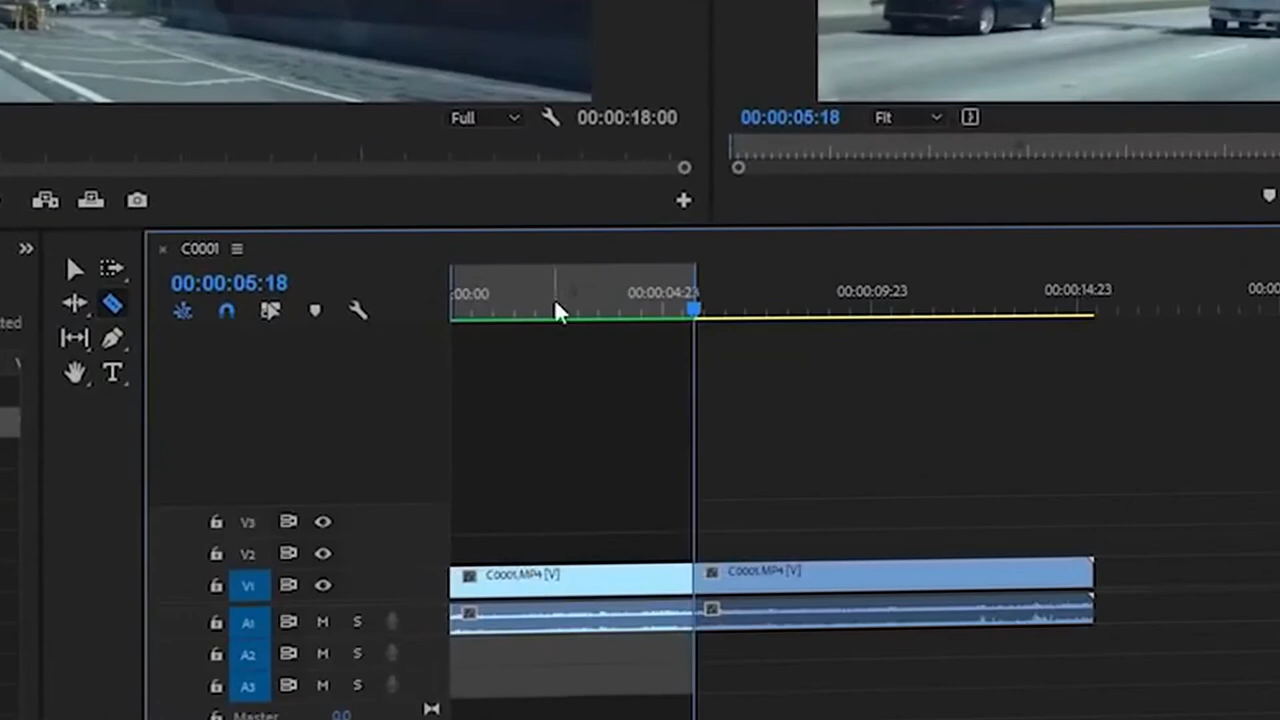 Full 00:00:18:00 00:00:05:18 Fit
C0001
00:00:05:18
:00:00 00:00:04:23 00:00:09:23 00:00:14:23 00:00
ted
T
V3
V2
V1 C0001.MP4 [V] C0001.MP4 [V]
A1 M S
A2 M S
A3 M S
Master 0.0